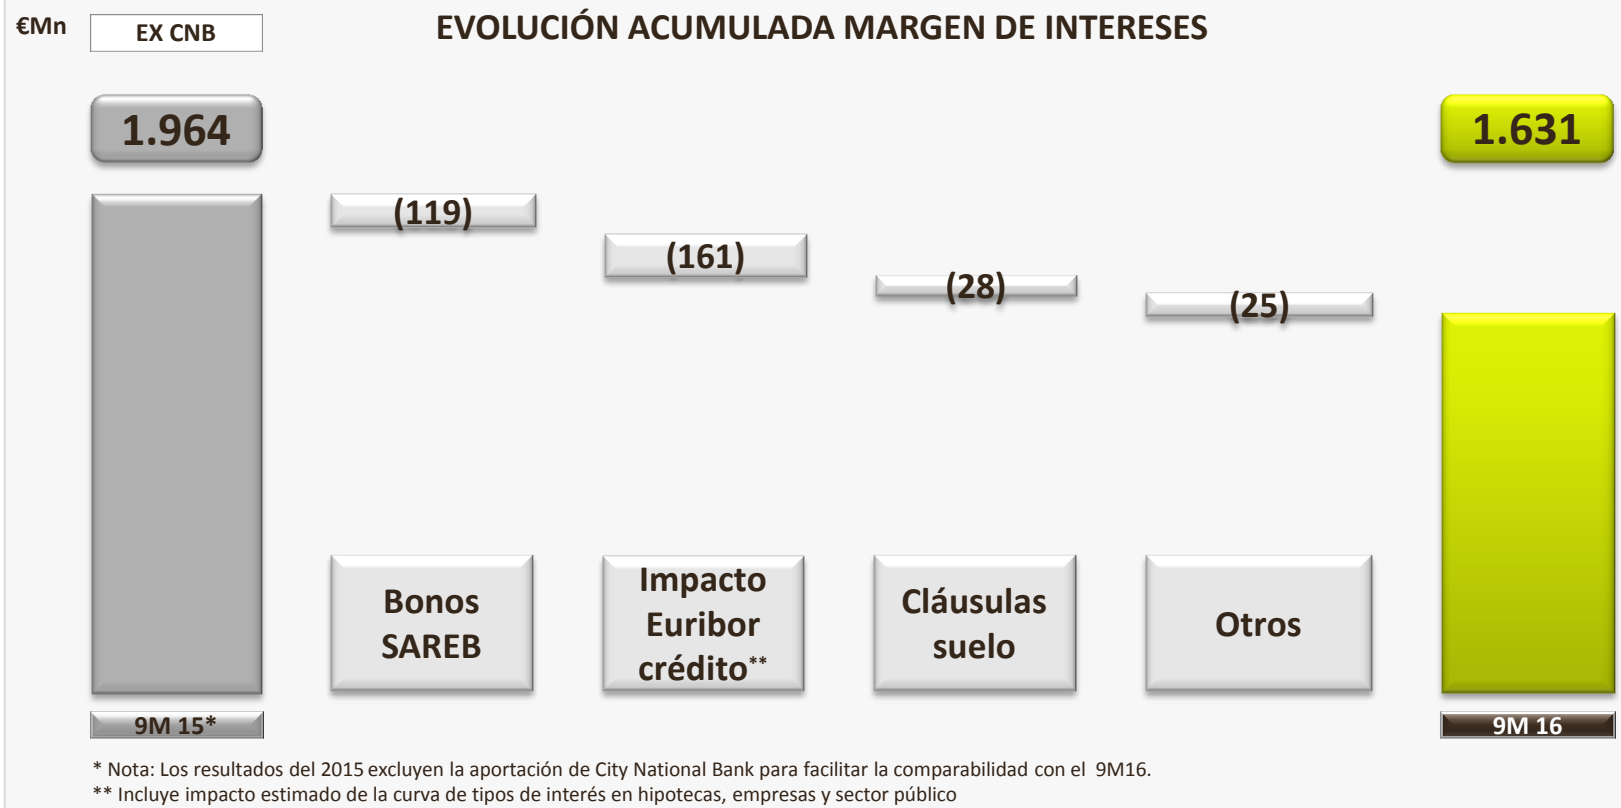 €Mn
EX CNB
EVOLUCIÓN ACUMULADA MARGEN DE INTERESES
1.964
1.631
(119)
(161)
(28)
(25)
Bonos
SAREB
Impacto
Euribor
crédito**
Cláusulas
suelo
Otros
9M 15*
9M 16
* Nota: Los resultados del 2015 excluyen la aportación de City National Bank para facilitar la comparabilidad con el 9M16.
** Incluye impacto estimado de la curva de tipos de interés en hipotecas, empresas y sector público